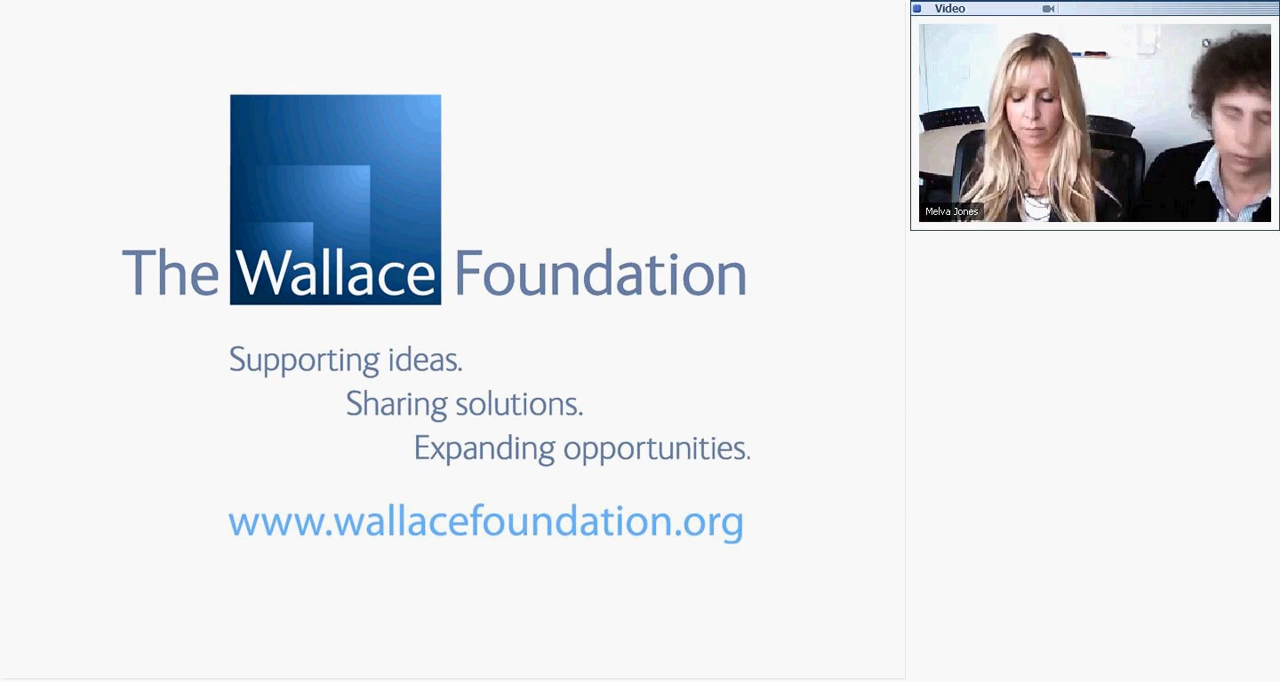 The Wallace Foundation
Supporting ideas.
Sharing solutions.
Expanding opportunities.
www.wallacefoundation.org
Video
Melva Jones